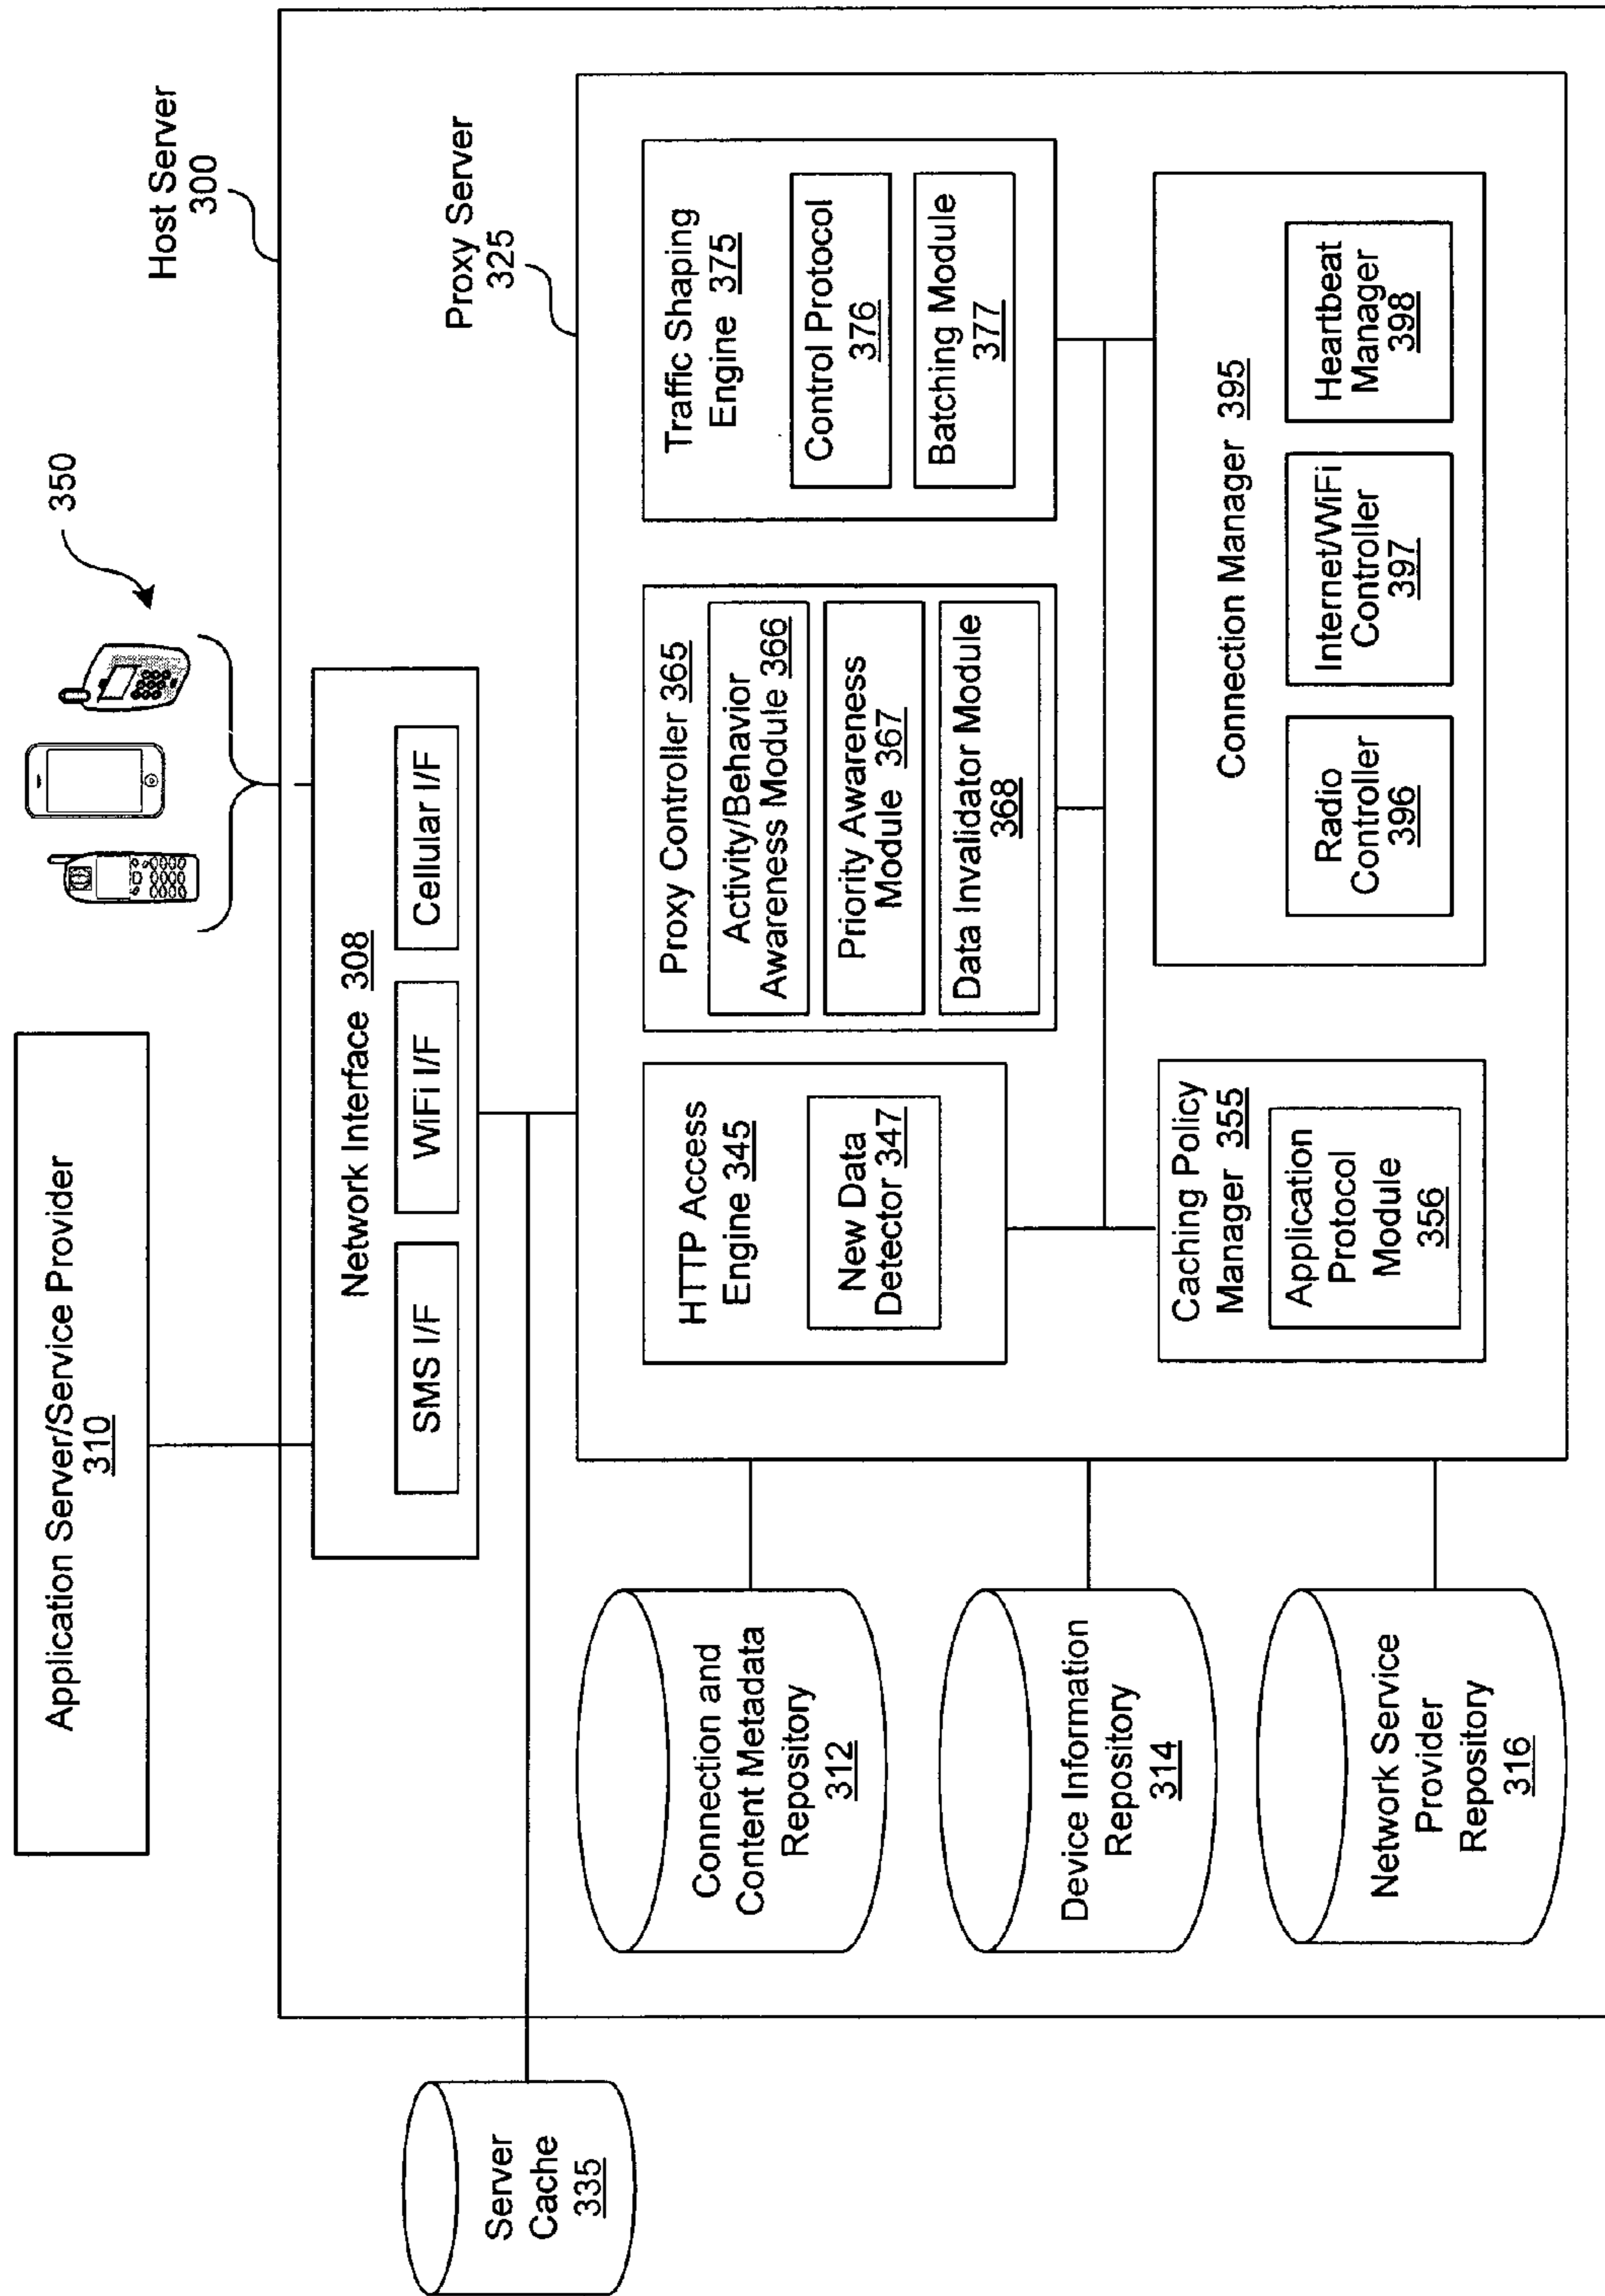 Application Server/Service Provider
310
350
Host Server
300
Network Interface 308
SMS I/F
WiFi I/F
Cellular I/F
Server
Cache
335
Proxy Server
325
Connection and
Content Metadata
Repository
312
Device Information
Repository
314
Network Service
Provider
Repository
316
HTTP Access
Engine 345
New Data
Detector 347
Proxy Controller 365
Activity/Behavior
Awareness Module 366
Priority Awareness
Module 367
Data Invalidator Module
368
Traffic Shaping
Engine 375
Control Protocol
376
Batching Module
377
Caching Policy
Manager 355
Application
Protocol
Module
356
Connection Manager 395
Radio
Controller
396
Internet/WiFi
Controller
397
Heartbeat
Manager
398